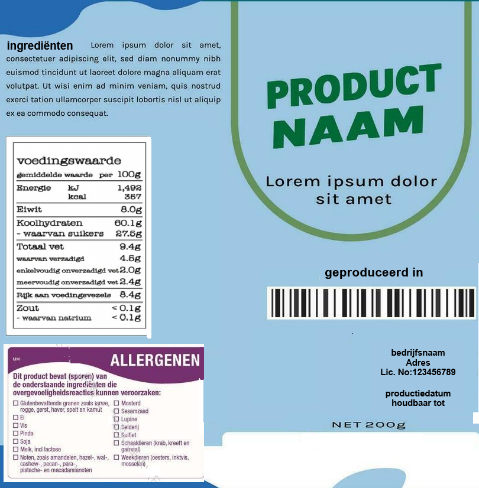 ingrediënten Lorem ipsum dolor sit amet,
consectetuer adipiscing elit, sed diam nonummy nibh
euismod tincidunt ut laoreet dolore magna aliquam erat
volutpat. Ut wisi enim ad minim veniam, quis nostrud
exerci tation ullamcorper suscipit lobortis nisl ut aliquip
ex ea commodo consequat.
voedingswaarde
gemiddelde waarde per 100g
Energie kJ 1,492
kcal 357
Eiwit 8.0g
Koolhydraten 60.1g
- waarvan suikers 27.5g
Totaal vet 9.4g
waarvan verzadigd 4.5g
enkelvoudig onverzadigd vet 2.0g
meervoudig onverzadigd vet 2.4g
Rijk aan voedingsvezels 8.4g
Zout < 0.1g
- waarvan natrium < 0.1g
ALLERGENEN
Dit product bevat (sporen) van
de onderstaande ingrediënten die
overgevoeligheidsreacties kunnen veroorzaken:
Glutenbevattende granen zoals tarwe,
rogge, gerst, haver, spelt en kamut
Ei
Vis
Pinda
Soja
Melk, incl lactose
Noten, zoals amandelen, hazel-, wal-,
cashew-, pecan-, para-,
pistache- en macadamianoten
Mosterd
Sesamzaad
Lupine
Selderij
Sulfiet
Schaaldieren (krab, kreeft en
garnaal)
Weekdieren (oesters, inktvis,
mosselen)
PRODUCT
NAAM
Lorem ipsum dolor
sit amet
geproduceerd in
bedrijfsnaam
Adres
Lic. No:123456789
productiedatum
houdbaar tot
NET 200g